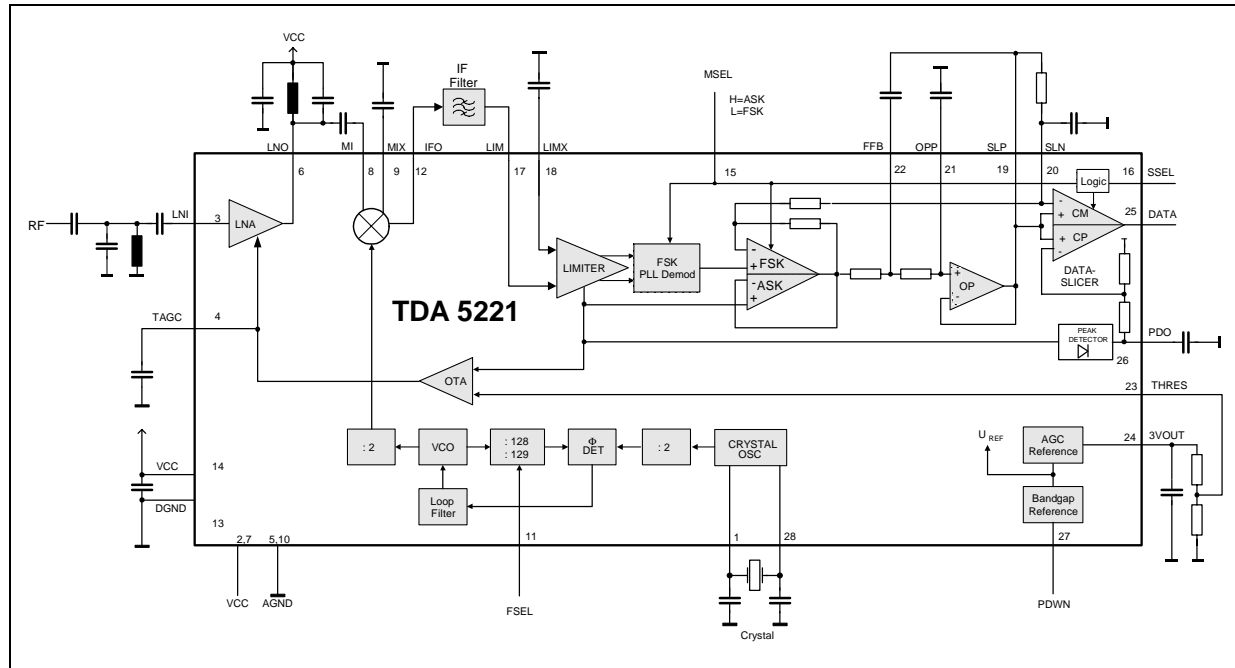 VCC
IF
Filter
MSEL
H=ASK
L=FSK
LNO
MI
MIX
IFO
LIM
LIMX
FFB
OPP
SLP
SLN
6
8
9
12
17
18
15
22
21
19
20
16
SSEL
Logic
RF
LNI
3
LNA
-
+
CM
+
CP
-
25
DATA
DATA-
SLICER
LIMITER
FSK
PLL Demod
-
+
FSK
-
ASK
+
+
-
OP
TDA 5221
TAGC
4
PEAK
DETECTOR
PDO
26
OTA
23
THRES
: 2
VCO
: 128
: 129
Φ
DET
: 2
CRYSTAL
OSC
U REF
AGC
Reference
24
3VOUT
VCC
14
Loop
Filter
Bandgap
Reference
DGND
13
2,7
5,10
11
1
28
27
VCC
AGND
FSEL
PDWN
Crystal